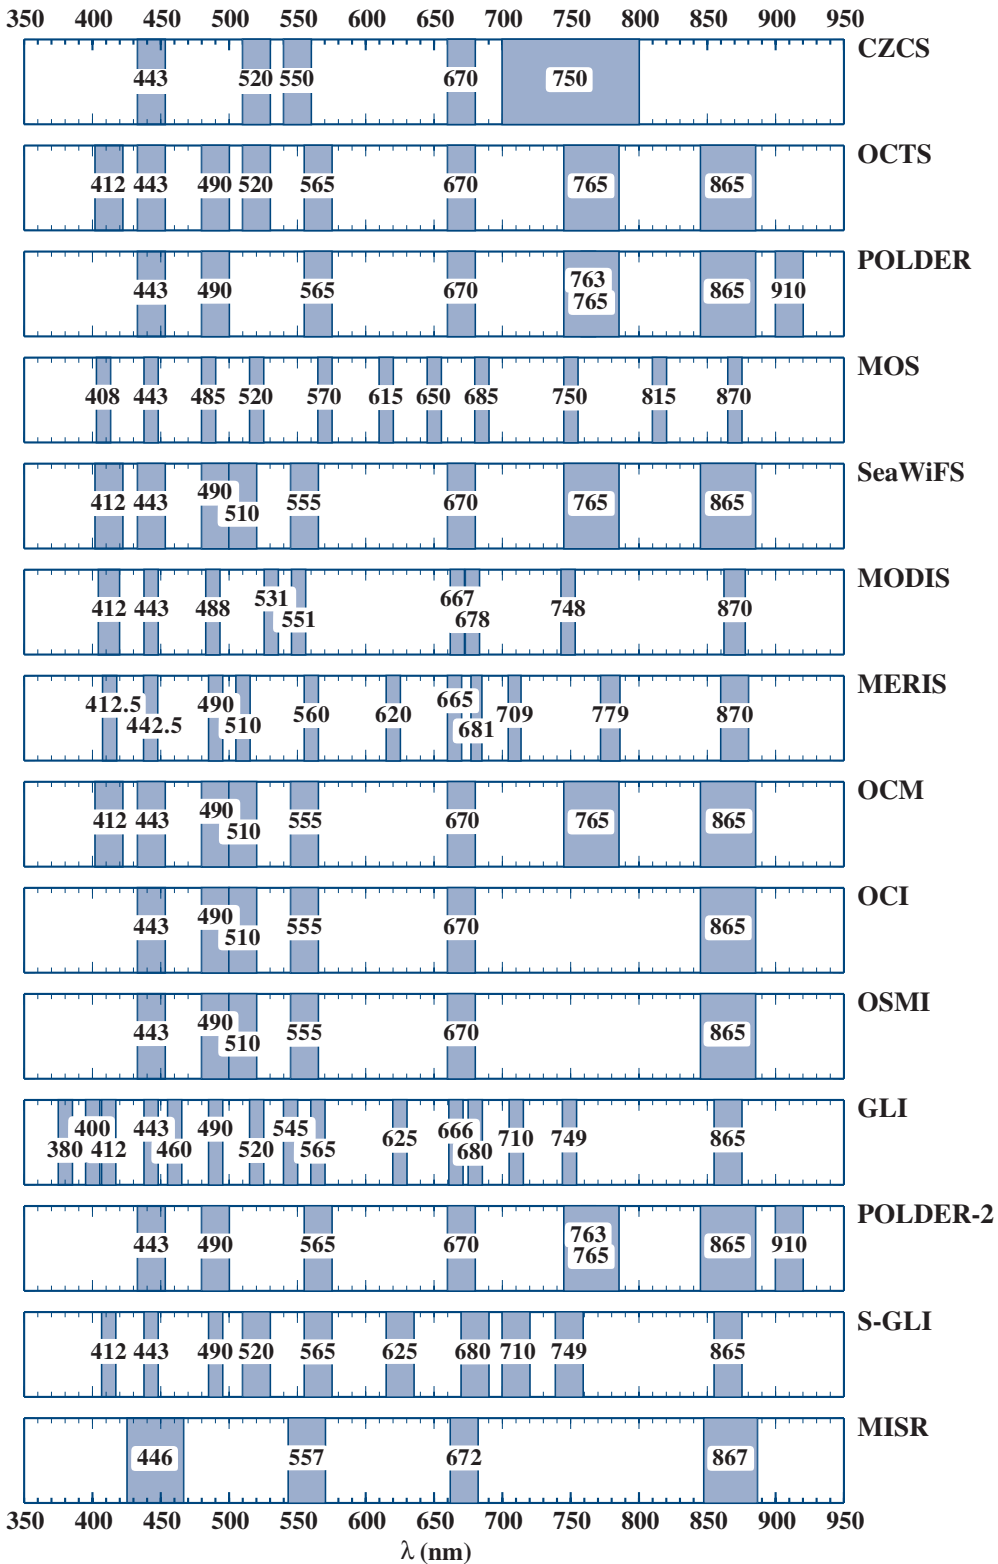 350 400 450 500 550 600 650 700 750 800 850 900 950
CZCS
443 520 550 670 750
OCTS
412 443 490 520 565 670 765 865
POLDER
443 490 565 670 763 765 865 910
MOS
408 443 485 520 570 615 650 685 750 815 870
SeaWiFS
412 443 490 510 555 670 765 865
MODIS
412 443 488 531 551 667 678 748 870
MERIS
412.5 442.5 490 510 560 620 665 681 709 779 870
OCM
412 443 490 510 555 670 765 865
OCI
443 490 510 555 670 865
OSMI
443 490 510 555 670 865
GLI
380 400 412 443 460 490 520 545 565 625 666 680 710 749 865
POLDER-2
443 490 565 670 763 765 865 910
S-GLI
412 443 490 520 565 625 680 710 749 865
MISR
446 557 672 867
350 400 450 500 550 600 650 700 750 800 850 900 950
λ (nm)